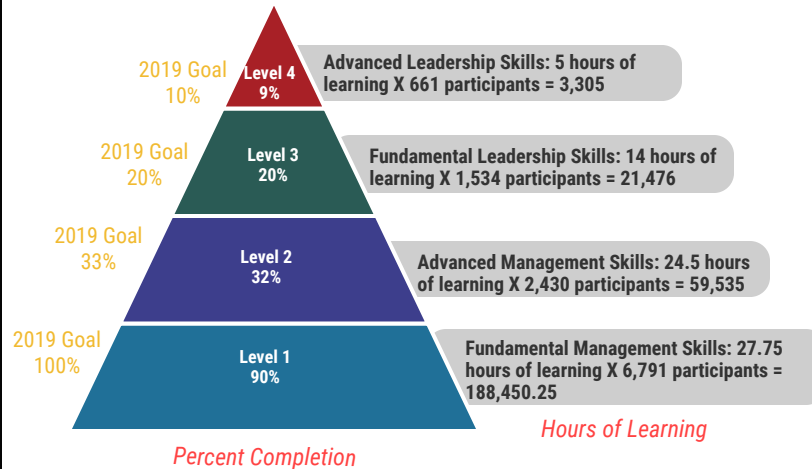 2019 Goal
10%
Level 4
9%
Advanced Leadership Skills: 5 hours of
learning X 661 participants = 3,305
2019 Goal
20%
Level 3
20%
Fundamental Leadership Skills: 14 hours of
learning X 1,534 participants = 21,476
2019 Goal
33%
Level 2
32%
Advanced Management Skills: 24.5 hours
of learning X 2,430 participants = 59,535
2019 Goal
100%
Level 1
90%
Fundamental Management Skills: 27.75
hours of learning X 6,791 participants =
188,450.25
Hours of Learning
Percent Completion